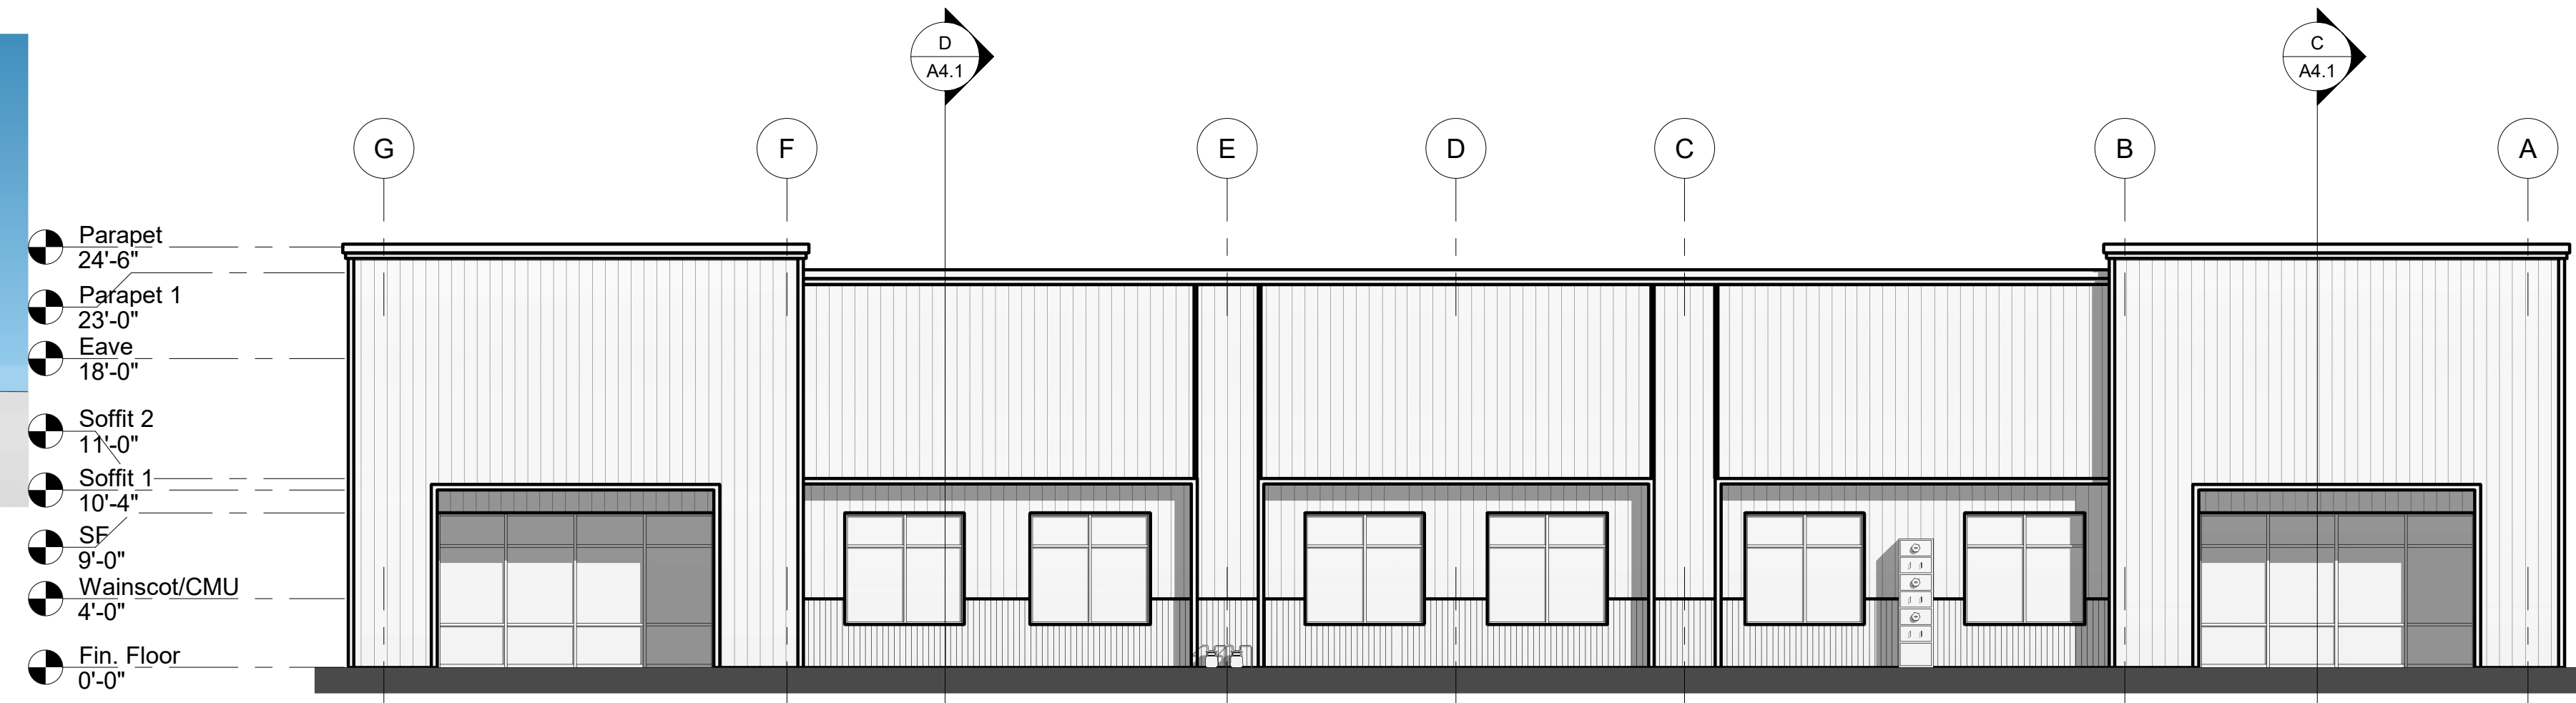 D
A4.1
C
A4.1
G
F
E
D
C
B
A
Parapet
24'-6"
Parapet 1
23'-0"
Eave
18'-0"
Soffit 2
11'-0"
Soffit 1
10'-4"
SF
9'-0"
Wainscot/CMU
4'-0"
Fin. Floor
0'-0"